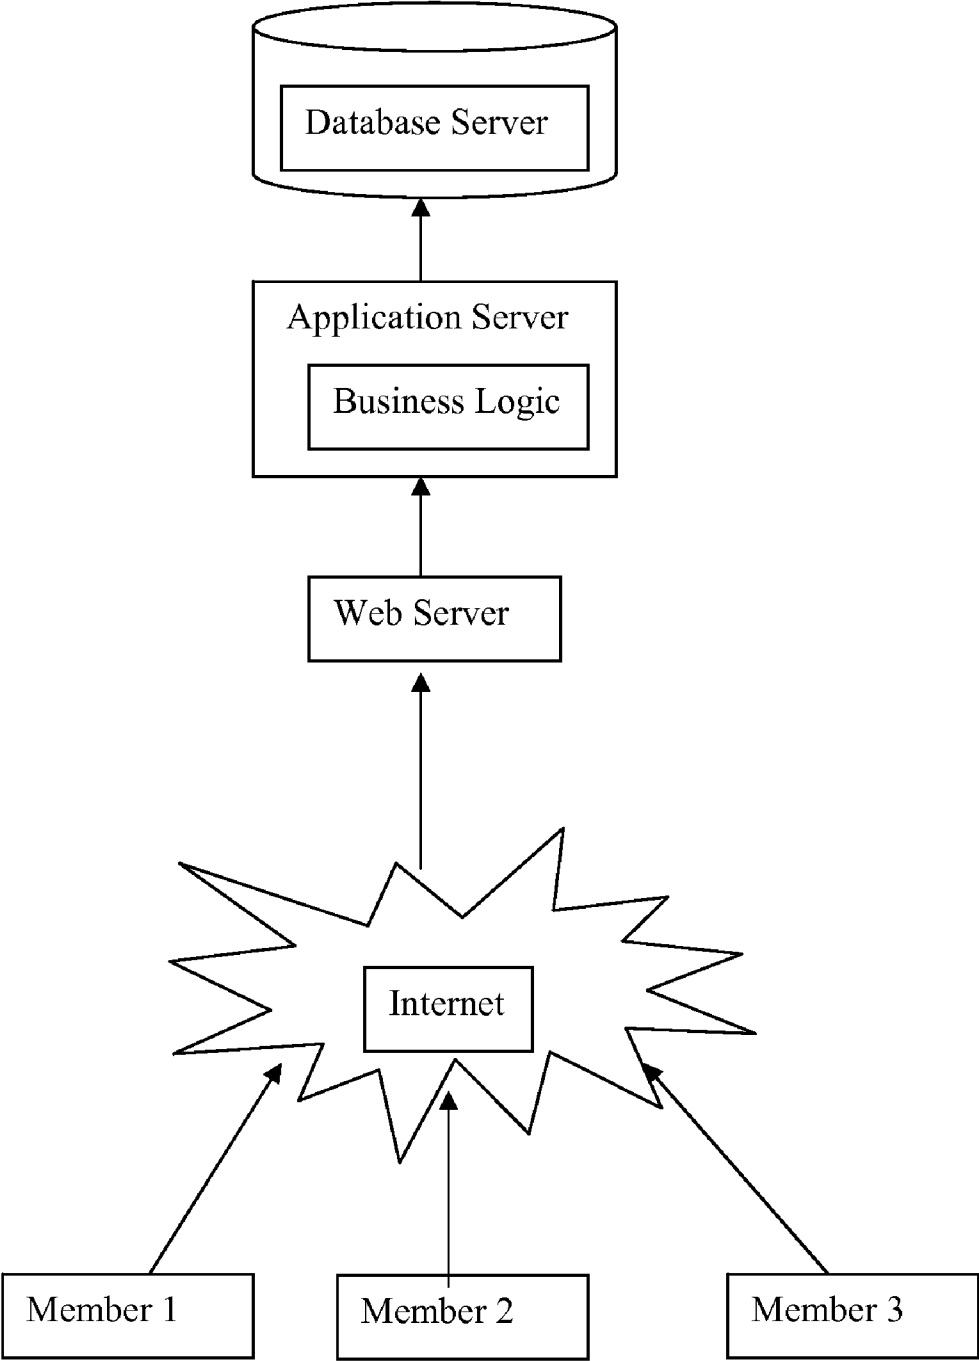 Database Server
Application Server
Business Logic
Web Server
Internet
Member 1
Member 2
Member 3